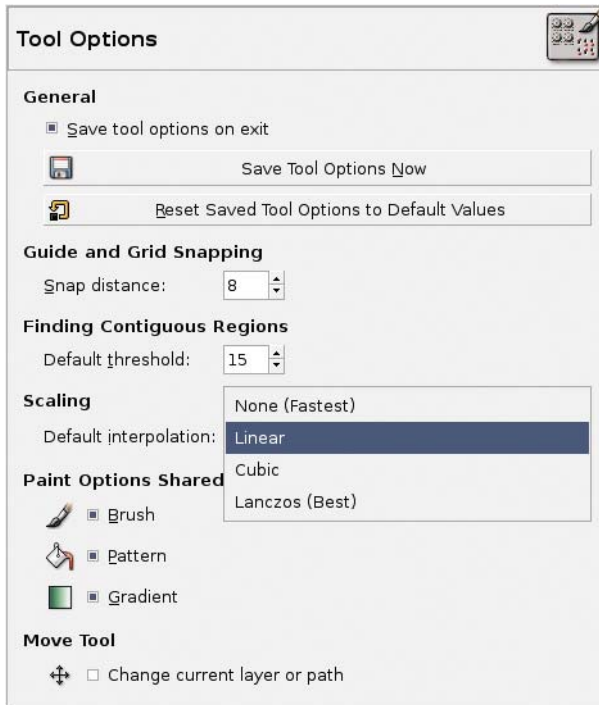 Tool Options
General
Save tool options on exit
Save Tool Options Now
Reset Saved Tool Options to Default Values
Guide and Grid Snapping
Snap distance: 8
Finding Contiguous Regions
Default threshold: 15
Scaling
None (Fastest)
Default interpolation: Linear
Cubic
Paint Options Shared
Lanczos (Best)
Brush
Pattern
Gradient
Move Tool
Change current layer or path